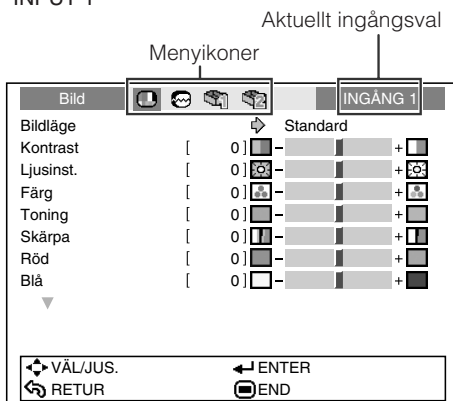 INPUT 1
Aktuellt ingångsval
Menyikoner
Bild INGÅNG 1
Bildläge Standard
Kontrast [ 0 ] − +
Ljusinst. [ 0 ] − +
Färg [ 0 ] − +
Toning [ 0 ] − +
Skärpa [ 0 ] − +
Röd [ 0 ] − +
Blå [ 0 ] − +
VÄL/JUS. ENTER
RETUR END